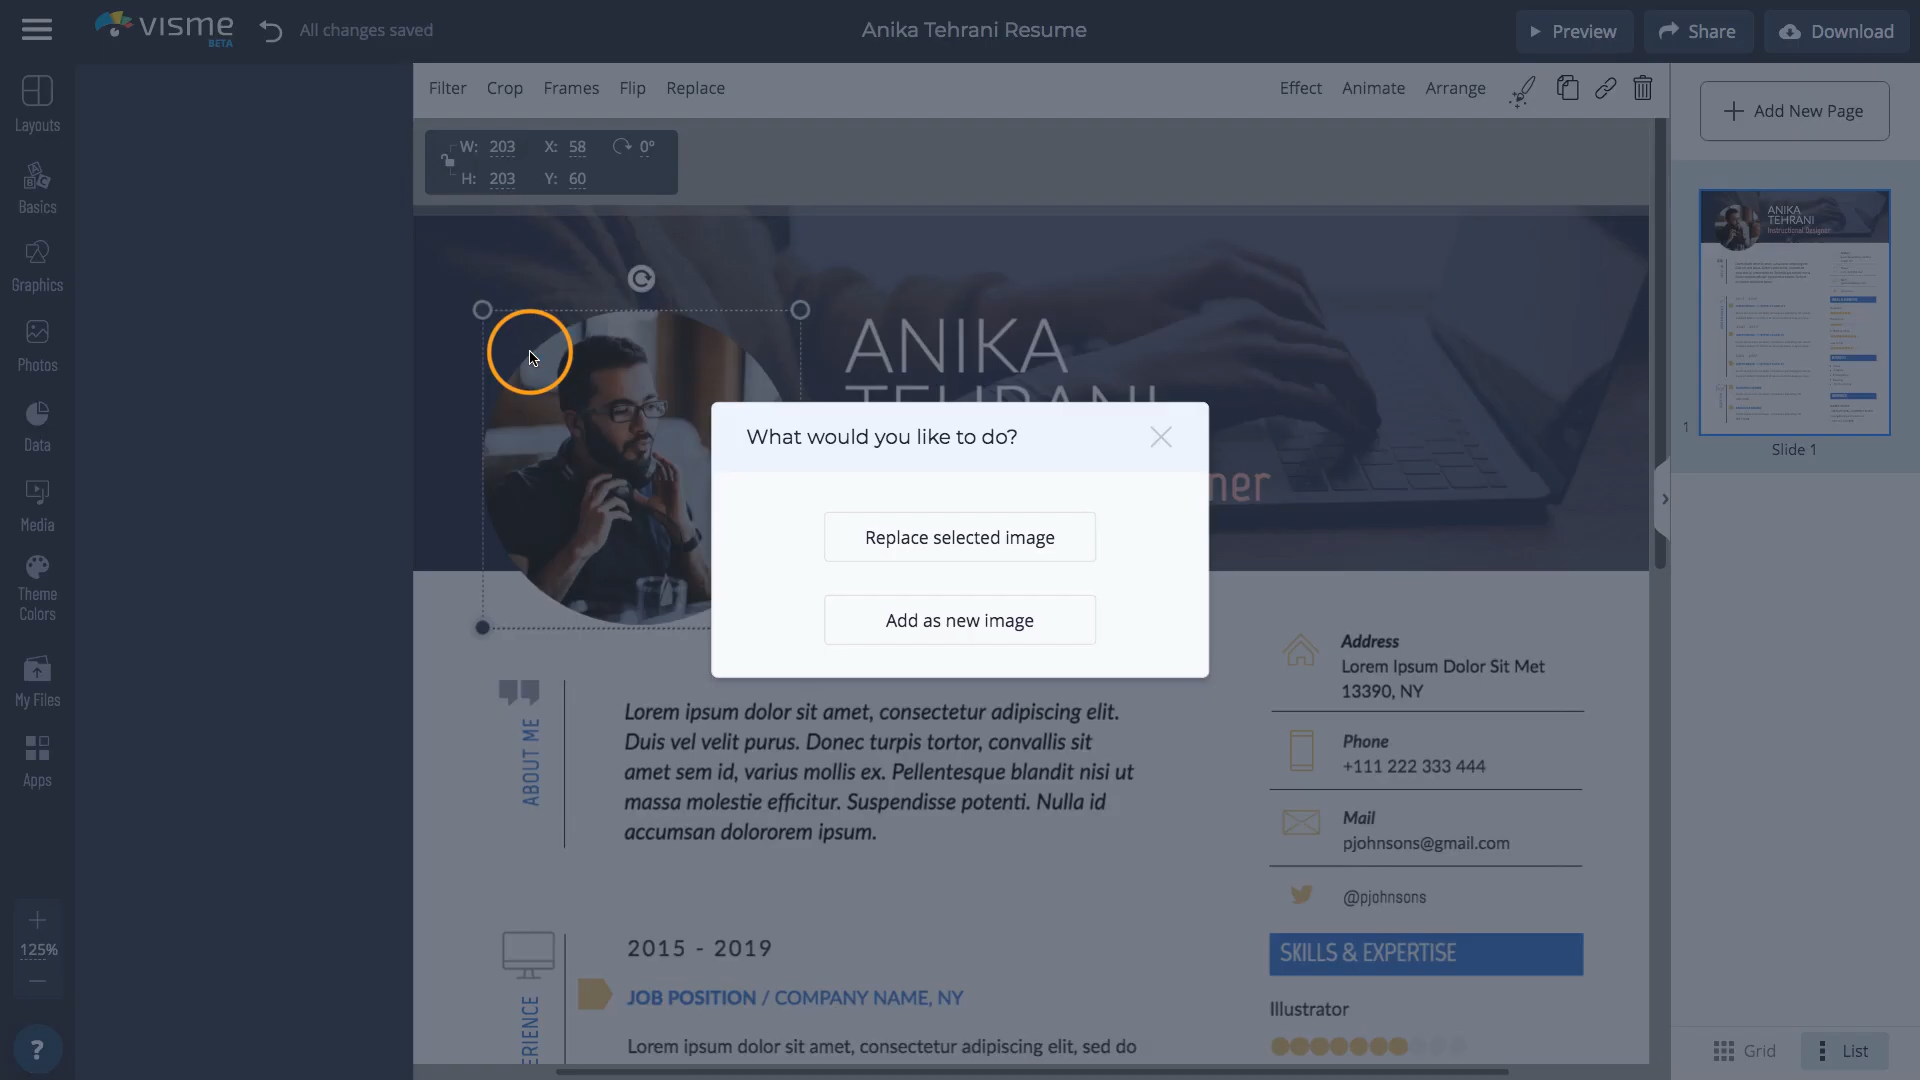 visme
BETA
All changes saved
Anika Tehrani Resume
Preview
Share
Download
Layouts
Basics
Graphics
Photos
Data
Media
Theme
Colors
My Files
Apps
125%
?
Filter
Crop
Frames
Flip
Replace
Effect
Animate
Arrange
W: 203
X: 58
0°
H: 203
Y: 60
ANIKA
TEHRANI
ner
What would you like to do?
Replace selected image
Add as new image
ABOUT ME
Lorem ipsum dolor sit amet, consectetur adipiscing elit.
Duis vel velit purus. Donec turpis tortor, convallis sit
amet sem id, varius mollis ex. Pellentesque blandit nisi ut
massa molestie efficitur. Suspendisse potenti. Nulla id
accumsan dolororem ipsum.
ERIENCE
2015 - 2019
JOB POSITION / COMPANY NAME, NY
Lorem ipsum dolor sit amet, consectetur adipiscing elit, sed do
Address
Lorem Ipsum Dolor Sit Met
13390, NY
Phone
+111 222 333 444
Mail
pjohnsons@gmail.com
@pjohnsons
SKILLS & EXPERTISE
Illustrator
Add New Page
ANIKA
TEHRANI
Instructional Designer
1
Slide 1
Grid
List